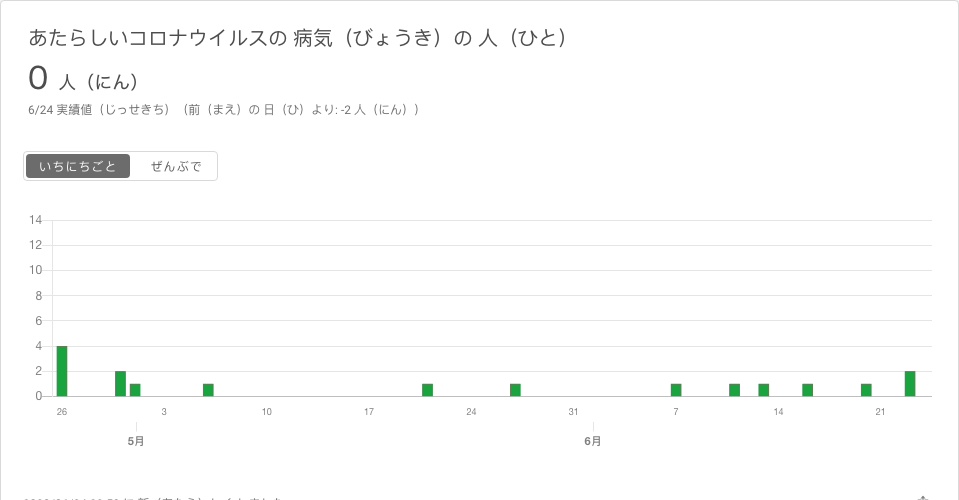 あたらしいコロナウイルスの 病気（びょうき）の 人（ひと）
0 人（にん）
6/24 実績値（じっせきち）（前（まえ）の 日（ひ）より: -2 人（にん））
いちにちごと ぜんぶで
14
12
10
8
6
4
2
0
26 3 10 17 24 31 7 14 21
5月 6月